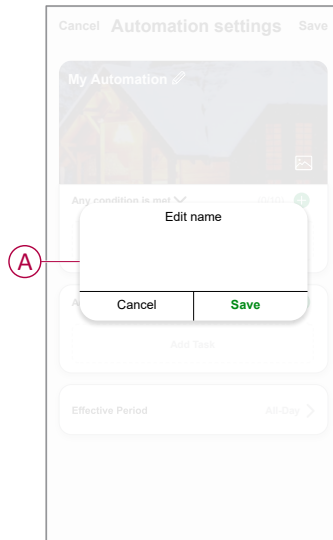 Cancel Automation settings Save
My Automation
Any condition is met
Edit name
A
Cancel Save
Add Task
Effective Period All-Day